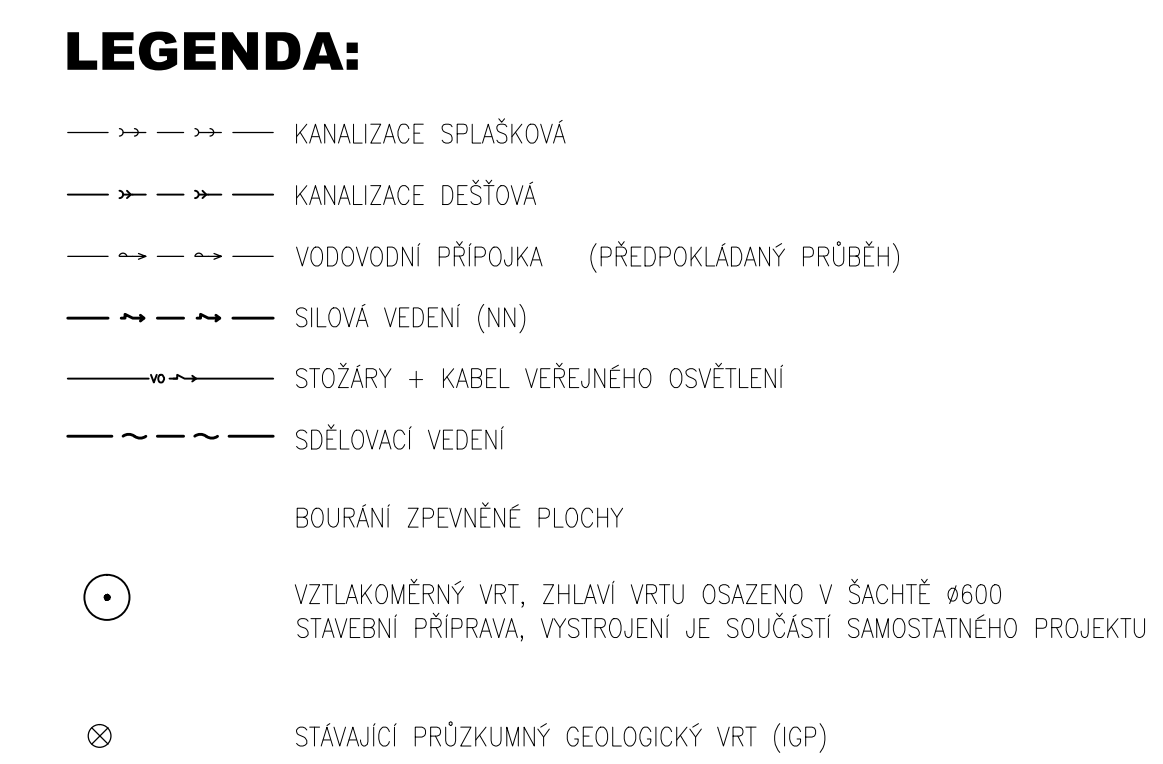 LEGENDA:
KANALIZACE SPLAŠKOVÁ
KANALIZACE DEŠŤOVÁ
VODOVODNÍ PŘÍPOJKA (PŘEDPOKLÁDANÝ PRŮBĚH)
SILOVÁ VEDENÍ (NN)
VO STOŽÁRY + KABEL VEŘEJNÉHO OSVĚTLENÍ
SDĚLOVACÍ VEDENÍ
BOURÁNÍ ZPEVNĚNÉ PLOCHY
VZTLAKOMĚRNÝ VRT, ZHLAVÍ VRTU OSAZENO V ŠACHTĚ Ø600
STAVEBNÍ PŘÍPRAVA, VYSTROJENÍ JE SOUČÁSTÍ SAMOSTATNÉHO PROJEKTU
STÁVAJÍCÍ PRŮZKUMNÝ GEOLOGICKÝ VRT (IGP)